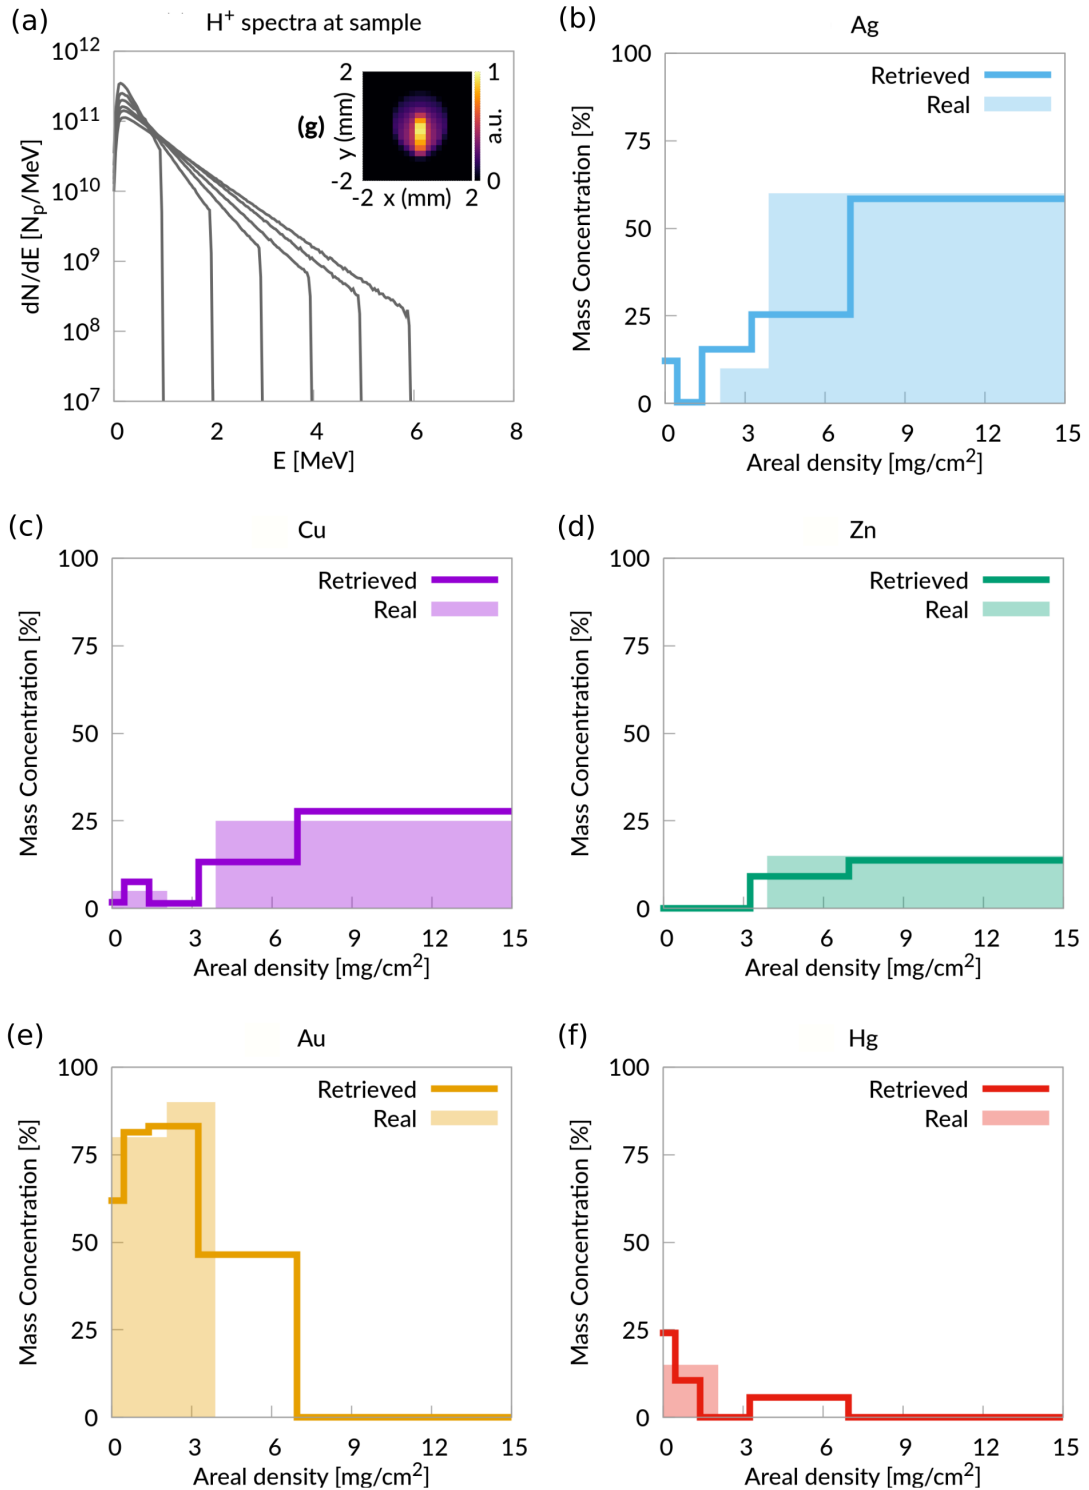 (a)
H⁺ spectra at sample
10¹²
10¹¹
10¹⁰
10⁹
10⁸
10⁷
dN/dE [Nₚ/MeV]
0 2 4 6 8
E [MeV]
(g)
2
-2
y (mm)
-2 x (mm) 2
1
0
a.u.
(b)
Ag
Retrieved
Real
100
75
50
25
0
Mass Concentration [%]
0 3 6 9 12 15
Areal density [mg/cm²]
(c)
Cu
Retrieved
Real
100
75
50
25
0
Mass Concentration [%]
0 3 6 9 12 15
Areal density [mg/cm²]
(d)
Zn
Retrieved
Real
100
75
50
25
0
Mass Concentration [%]
0 3 6 9 12 15
Areal density [mg/cm²]
(e)
Au
Retrieved
Real
100
75
50
25
0
Mass Concentration [%]
0 3 6 9 12 15
Areal density [mg/cm²]
(f)
Hg
Retrieved
Real
100
75
50
25
0
Mass Concentration [%]
0 3 6 9 12 15
Areal density [mg/cm²]